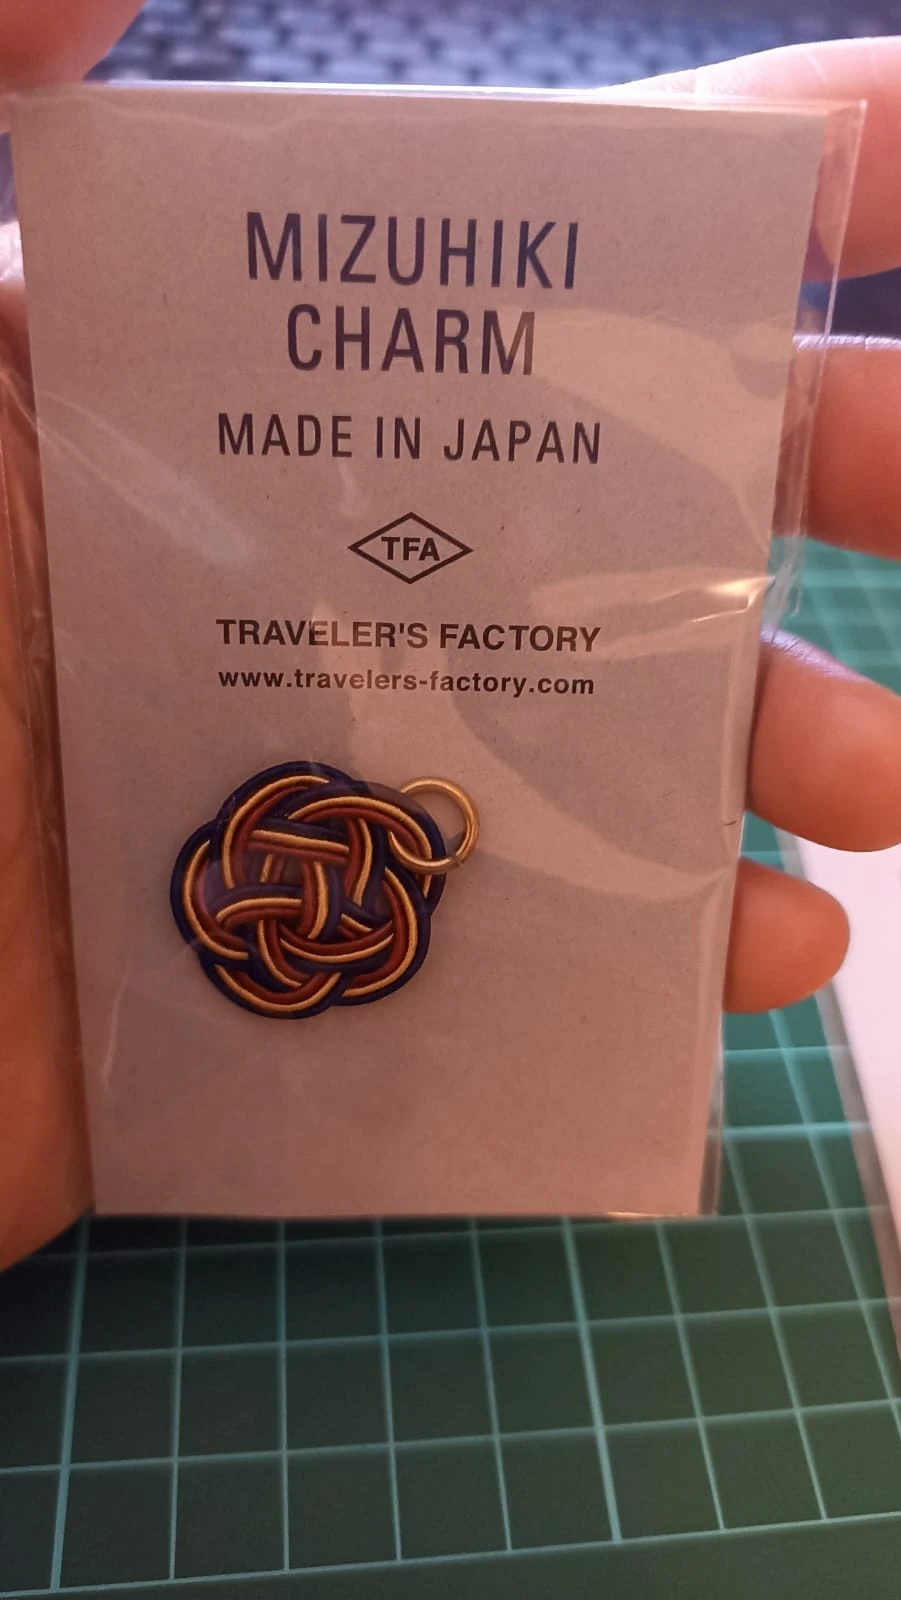 MIZUHIKI
CHARM
MADE IN JAPAN
TFA
TRAVELER'S FACTORY
www.travelers-factory.com